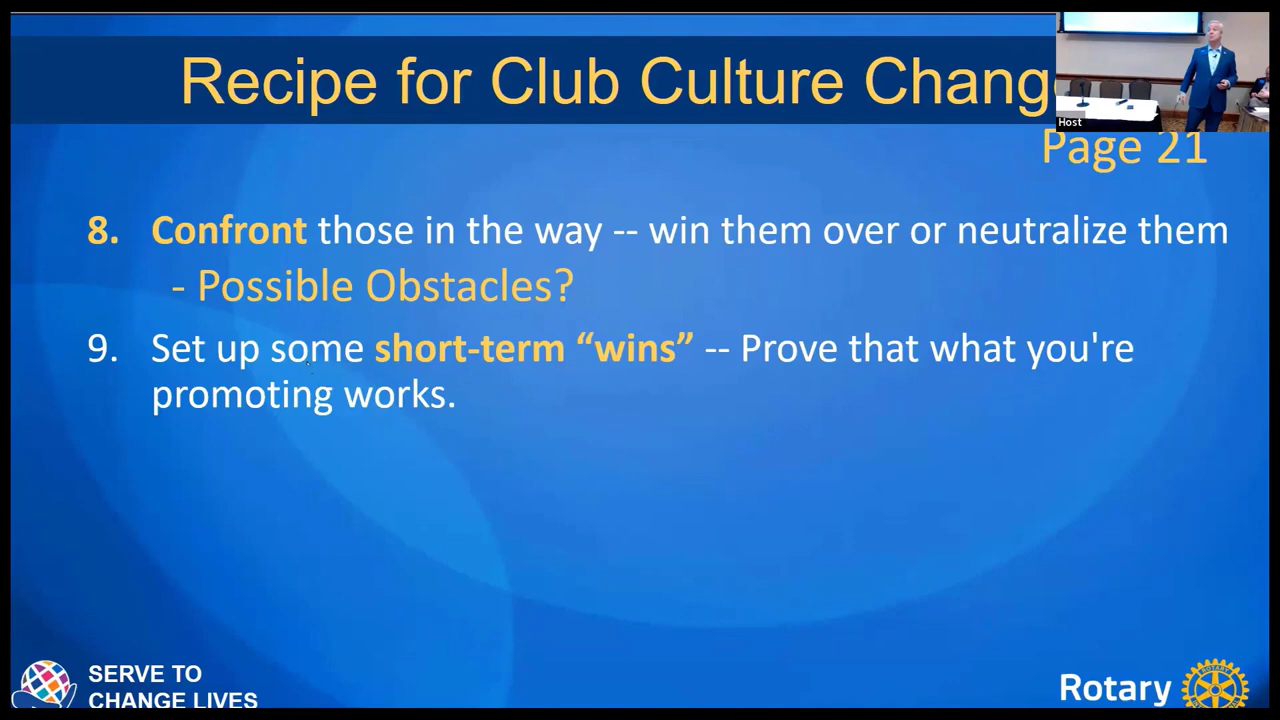 Recipe for Club Culture Chang
Host
Page 21
8. Confront those in the way -- win them over or neutralize them
- Possible Obstacles?
9. Set up some short-term “wins” -- Prove that what you're
promoting works.
SERVE TO
CHANGE LIVES
Rotary